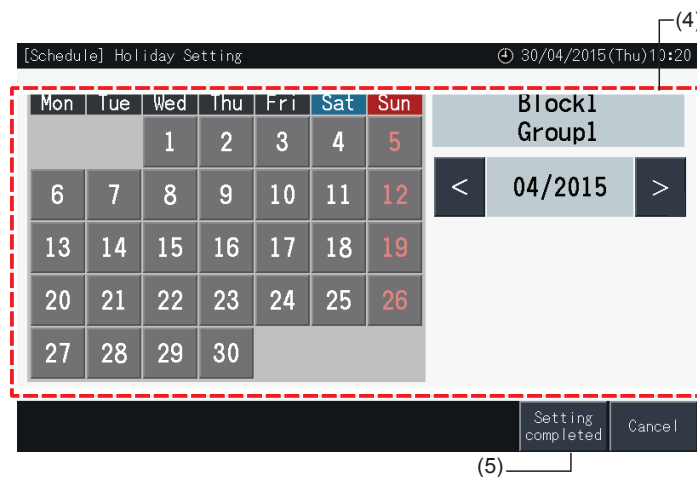 (4)
[Schedule] Holiday Setting 30/04/2015(Thu)10:20
Mon Tue Wed Thu Fri Sat Sun
Block1
Group1
1 2 3 4 5
6 7 8 9 10 11 12
< 04/2015 >
13 14 15 16 17 18 19
20 21 22 23 24 25 26
27 28 29 30
Setting
completed
Cancel
(5)